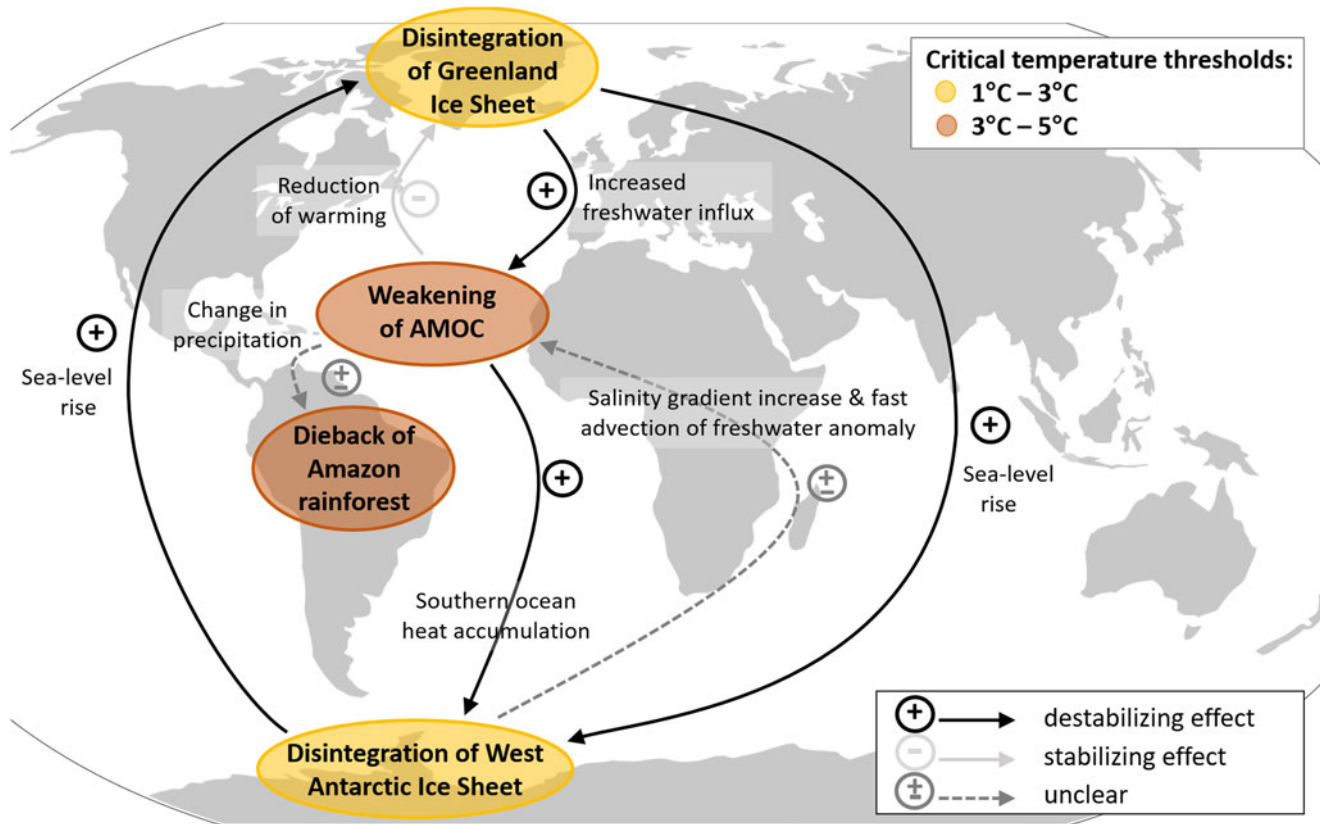 Disintegration
of Greenland
Ice Sheet
Critical temperature thresholds:
1°C – 3°C
3°C – 5°C
Reduction
of warming
-
+
Increased
freshwater influx
Weakening
of AMOC
Change in
precipitation
±
+
Sea-level
rise
Dieback of
Amazon
rainforest
+
Salinity gradient increase & fast
advection of freshwater anomaly
±
+
Sea-level
rise
Southern ocean
heat accumulation
Disintegration of West
Antarctic Ice Sheet
+ destabilizing effect
- stabilizing effect
± unclear